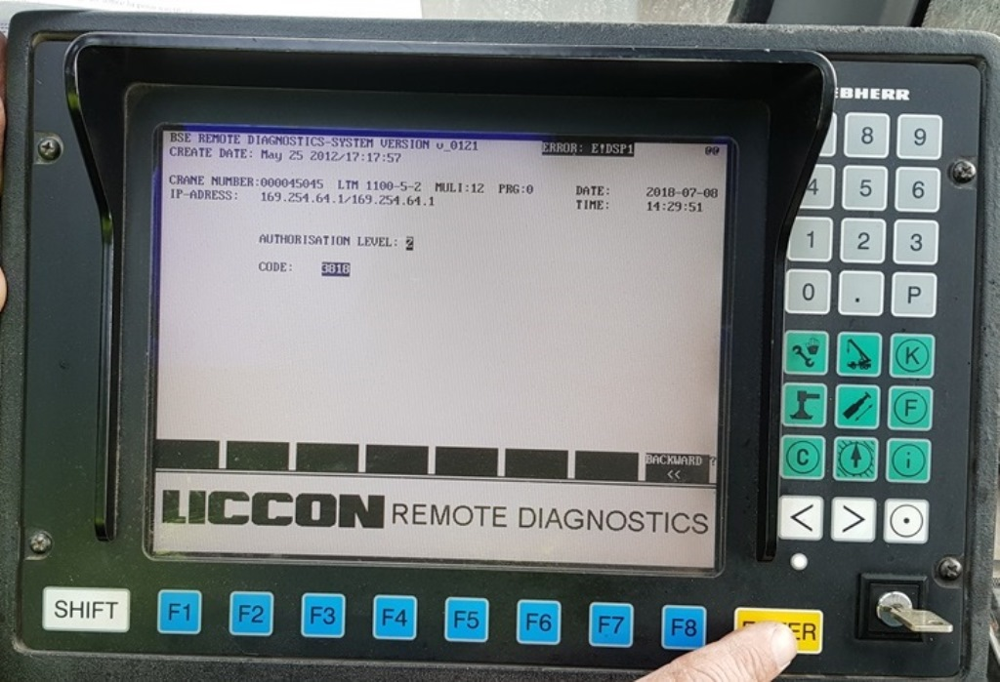 BSE REMOTE DIAGNOSTICS-SYSTEM VERSION v_0121 ERROR: E!DSP1 00
CREATE DATE: May 25 2012/17:17:57
CRANE NUMBER:000045045 LTM 1100-5-2 MULI:12 PRG:0 DATE: 2018-07-08
IP-ADRESS: 169.254.64.1/169.254.64.1 TIME: 14:29:51
AUTHORISATION LEVEL: 2
CODE: 3818
BACKWARD ?
<<
LICCON REMOTE DIAGNOSTICS
EBHERR
8 9
4 5 6
1 2 3
0 . P
K
F
C i
< >
SHIFT F1 F2 F3 F4 F5 F6 F7 F8 ER